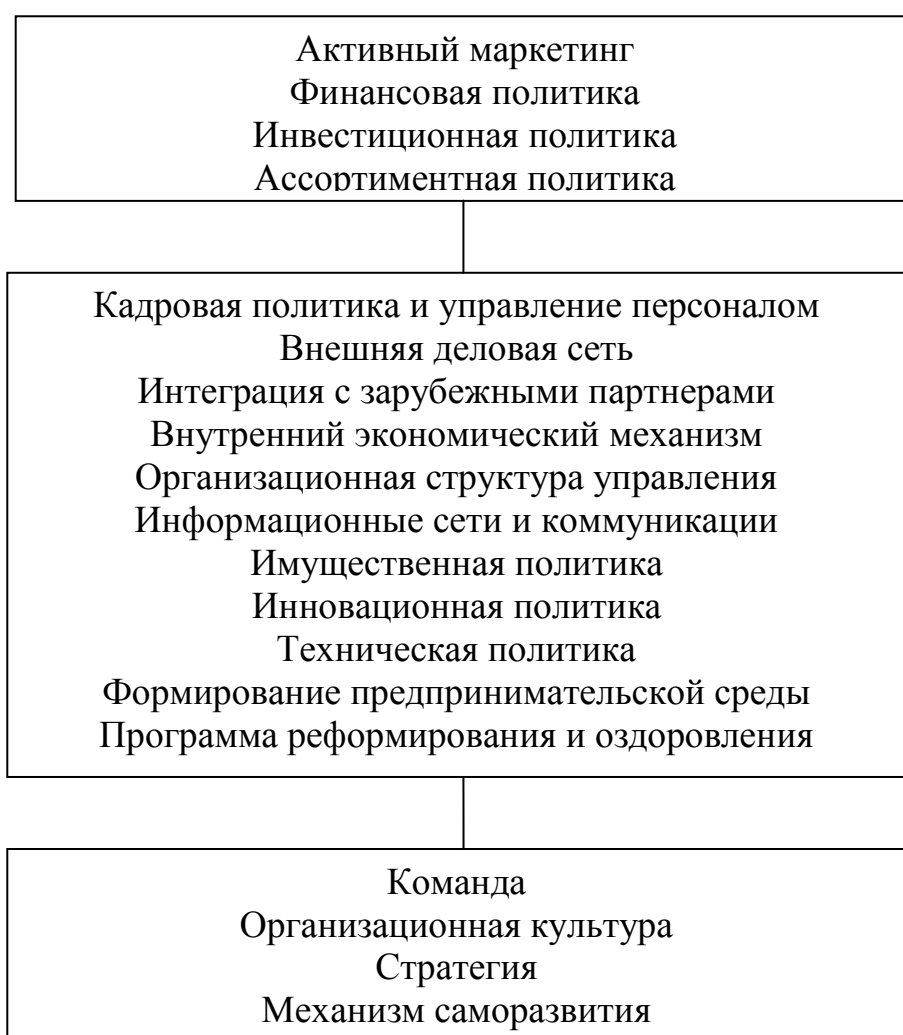 Активный маркетинг
Финансовая политика
Инвестиционная политика
Ассортиментная политика
Кадровая политика и управление персоналом
Внешняя деловая сеть
Интеграция с зарубежными партнерами
Внутренний экономический механизм
Организационная структура управления
Информационные сети и коммуникации
Имущественная политика
Инновационная политика
Техническая политика
Формирование предпринимательской среды
Программа реформирования и оздоровления
Команда
Организационная культура
Стратегия
Механизм саморазвития